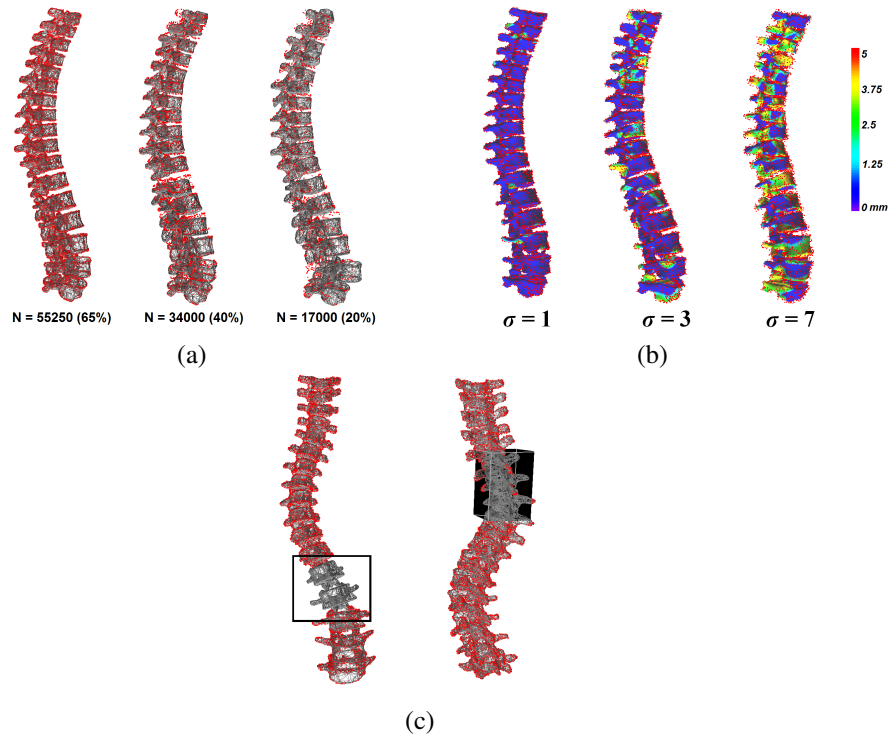 5
3.75
2.5
1.25
0 mm
N = 55250 (65%) N = 34000 (40%) N = 17000 (20%)
σ = 1 σ = 3 σ = 7
(a) (b)
(c)